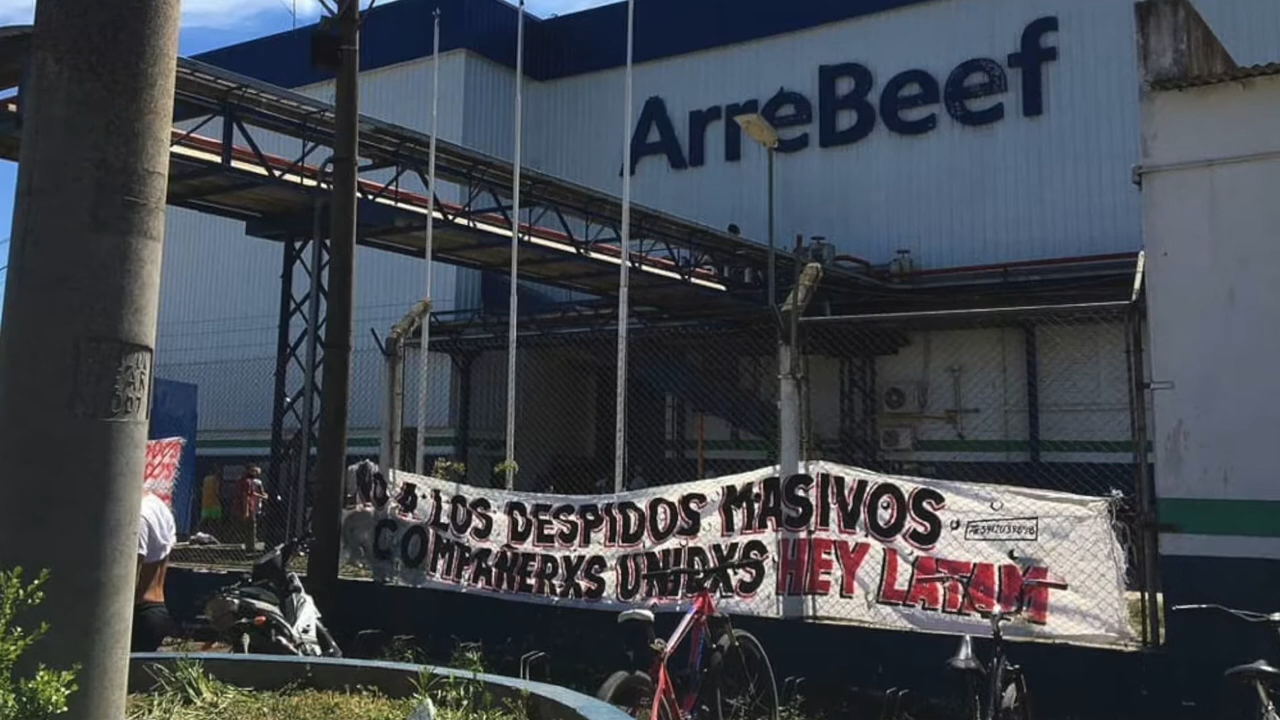 ArreBeef
NO A LOS DESPIDOS MASIVOS
COMPAÑERXS UNIDXS HEY LATAM